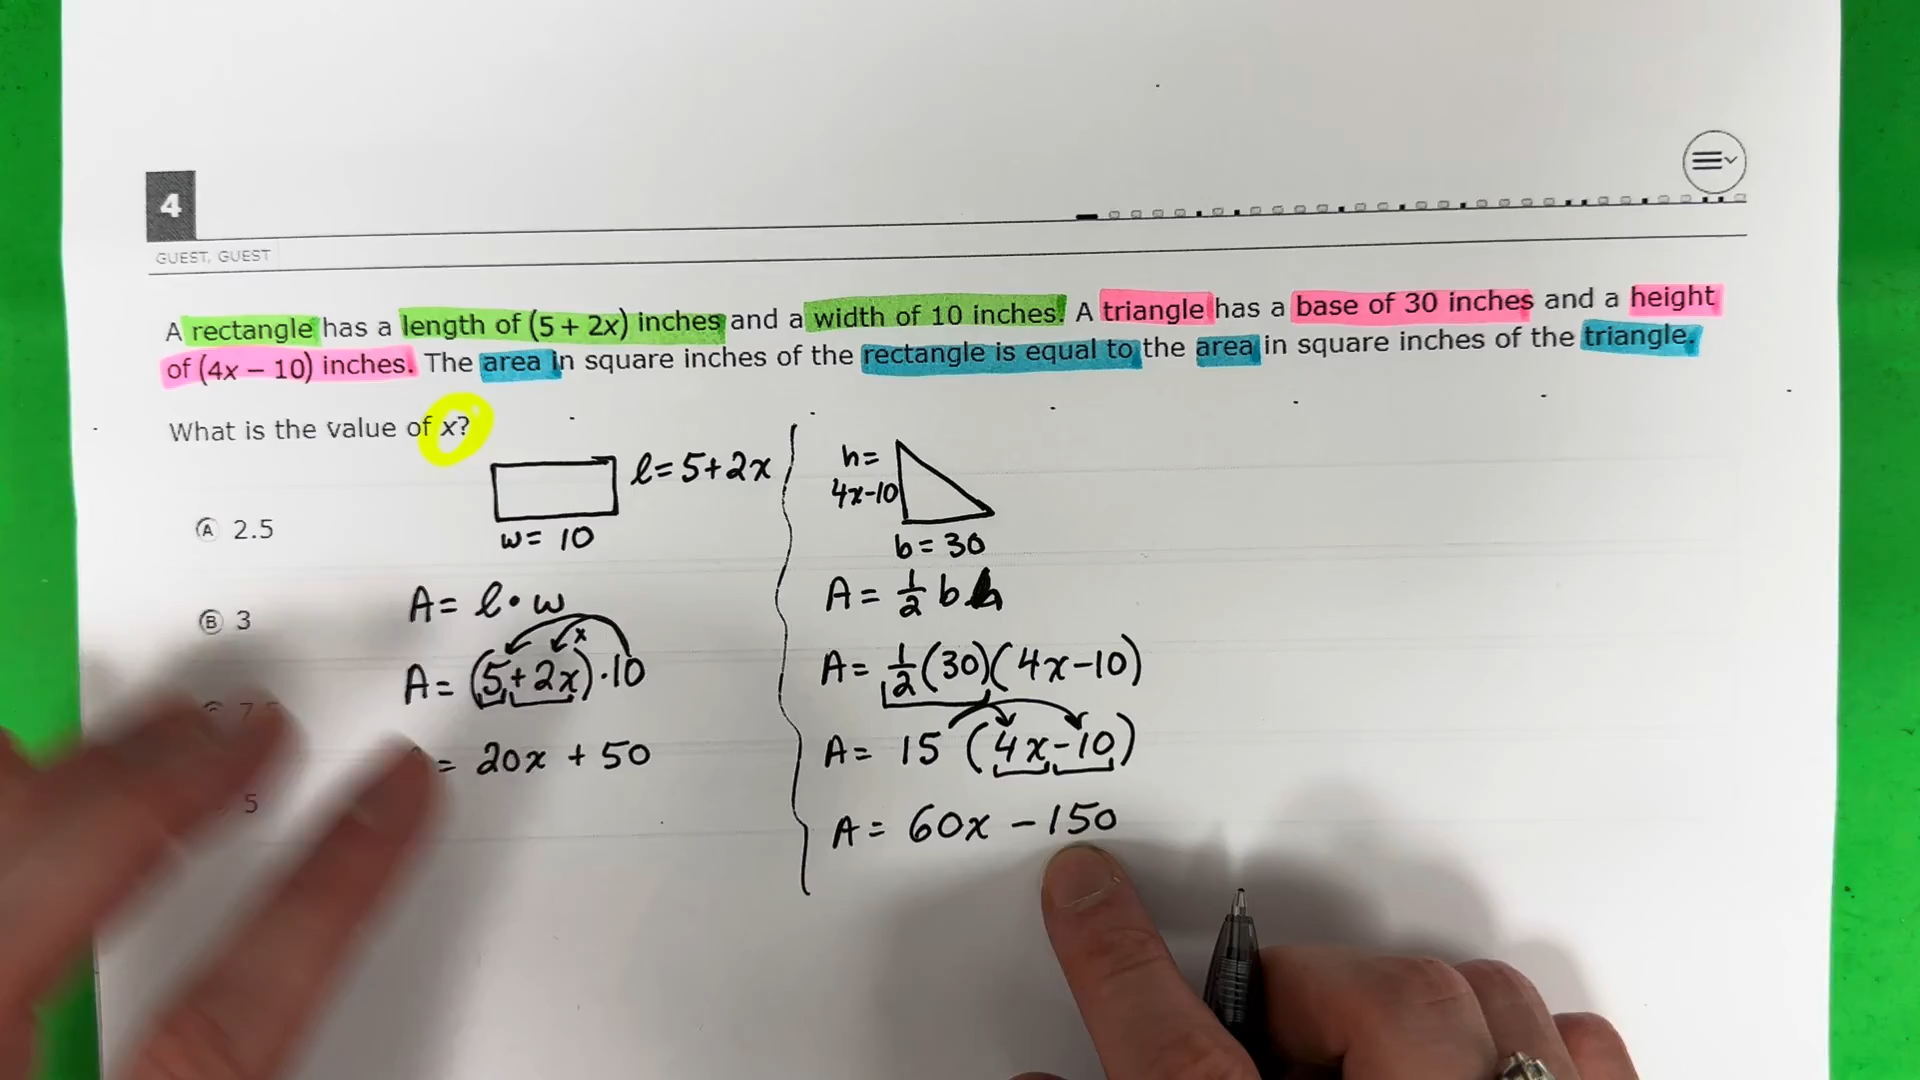 4
GUEST, GUEST
A rectangle has a length of (5 + 2x) inches and a width of 10 inches. A triangle has a base of 30 inches and a height
of (4x − 10) inches. The area in square inches of the rectangle is equal to the area in square inches of the triangle.
What is the value of x?
A 2.5
B 3
5
l = 5+2x
w = 10
A = l • w
x
A = (5+2x)·10
= 20x + 50
h =
4x-10
b = 30
A = 1/2 b h
A = 1/2 (30)(4x-10)
A = 15 (4x-10)
A = 60x - 150